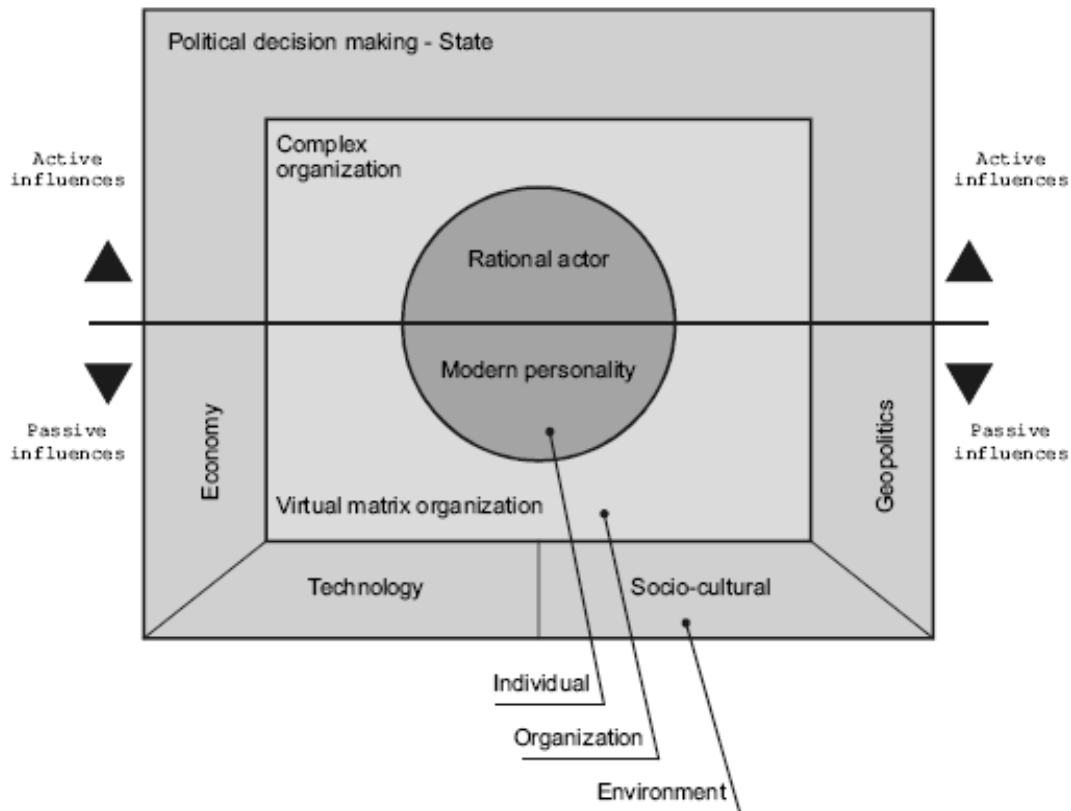 Political decision making - State
Complex
organization
Active
influences
Active
influences
Rational actor
Modern personality
Passive
influences
Passive
influences
Economy
Geopolitics
Virtual matrix organization
Technology
Socio-cultural
Individual
Organization
Environment